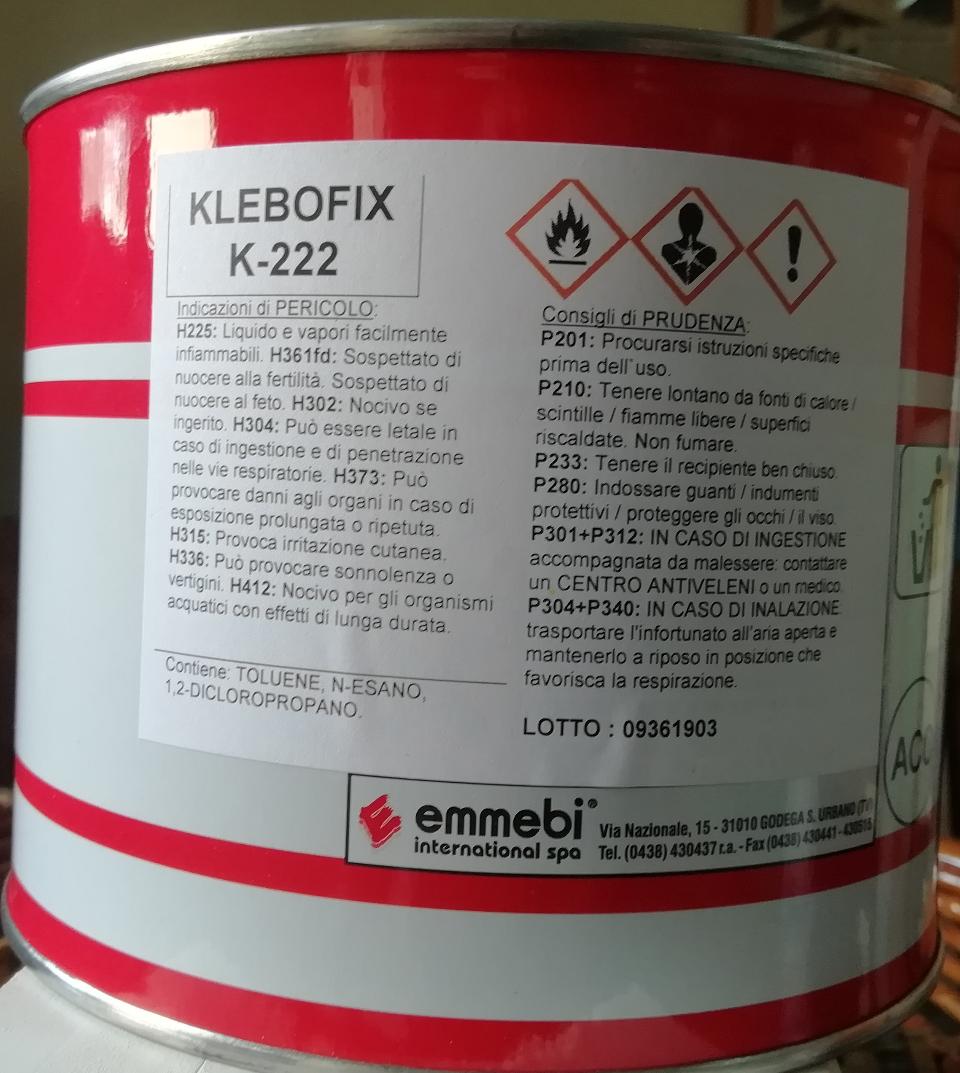 KLEBOFIX
K-222
Indicazioni di PERICOLO:
H225: Liquido e vapori facilmente
infiammabili. H361fd: Sospettato di
nuocere alla fertilità. Sospettato di
nuocere al feto. H302: Nocivo se
ingerito. H304: Può essere letale in
caso di ingestione e di penetrazione
nelle vie respiratorie. H373: Può
provocare danni agli organi in caso di
esposizione prolungata o ripetuta.
H315: Provoca irritazione cutanea.
H336: Può provocare sonnolenza o
vertigini. H412: Nocivo per gli organismi
acquatici con effetti di lunga durata.
Contiene: TOLUENE, N-ESANO,
1,2-DICLOROPROPANO.
Consigli di PRUDENZA:
P201: Procurarsi istruzioni specifiche
prima dell'uso.
P210: Tenere lontano da fonti di calore /
scintille / fiamme libere / superfici
riscaldate. Non fumare.
P233: Tenere il recipiente ben chiuso.
P280: Indossare guanti / indumenti
protettivi / proteggere gli occhi / il viso.
P301+P312: IN CASO DI INGESTIONE
accompagnata da malessere: contattare
un CENTRO ANTIVELENI o un medico.
P304+P340: IN CASO DI INALAZIONE:
trasportare l'infortunato all'aria aperta e
mantenerlo a riposo in posizione che
favorisca la respirazione.
LOTTO : 09361903
ACC
emmebi®
international spa
Via Nazionale, 15 - 31010 GODEGA S. URBANO (TV)
Tel. (0438) 430437 r.a. - Fax (0438) 430441 -